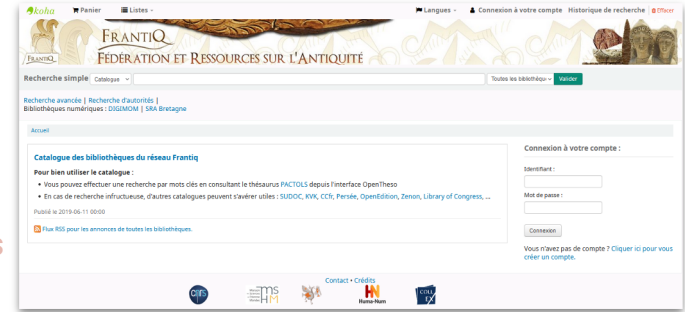 koha Panier Listes Langues Connexion à votre compte Historique de recherche Effacer
FRANTIQ
FÉDÉRATION ET RESSOURCES SUR L'ANTIQUITÉ
FRANTIQ
Recherche simple Catalogue Toutes les bibliothèqu Valider
Recherche avancée | Recherche d'autorités |
Bibliothèques numériques : DIGIMOM | SRA Bretagne
Accueil
Catalogue des bibliothèques du réseau Frantiq
Pour bien utiliser le catalogue :
• Vous pouvez effectuer une recherche par mots clés en consultant le thésaurus PACTOLS depuis l'interface OpenTheso
• En cas de recherche infructueuse, d'autres catalogues peuvent s'avérer utiles : SUDOC, KVK, CCfr, Persée, OpenEdition, Zenon, Library of Congress, ...
Publié le 2019-06-11 00:00
Flux RSS pour les annonces de toutes les bibliothèques.
Connexion à votre compte :
Identifiant :
Mot de passe :
Connexion
Vous n'avez pas de compte ? Cliquer ici pour vous
créer un compte.
Contact • Crédits
cnrs
HM
Huma-Num
COLL
EX
s